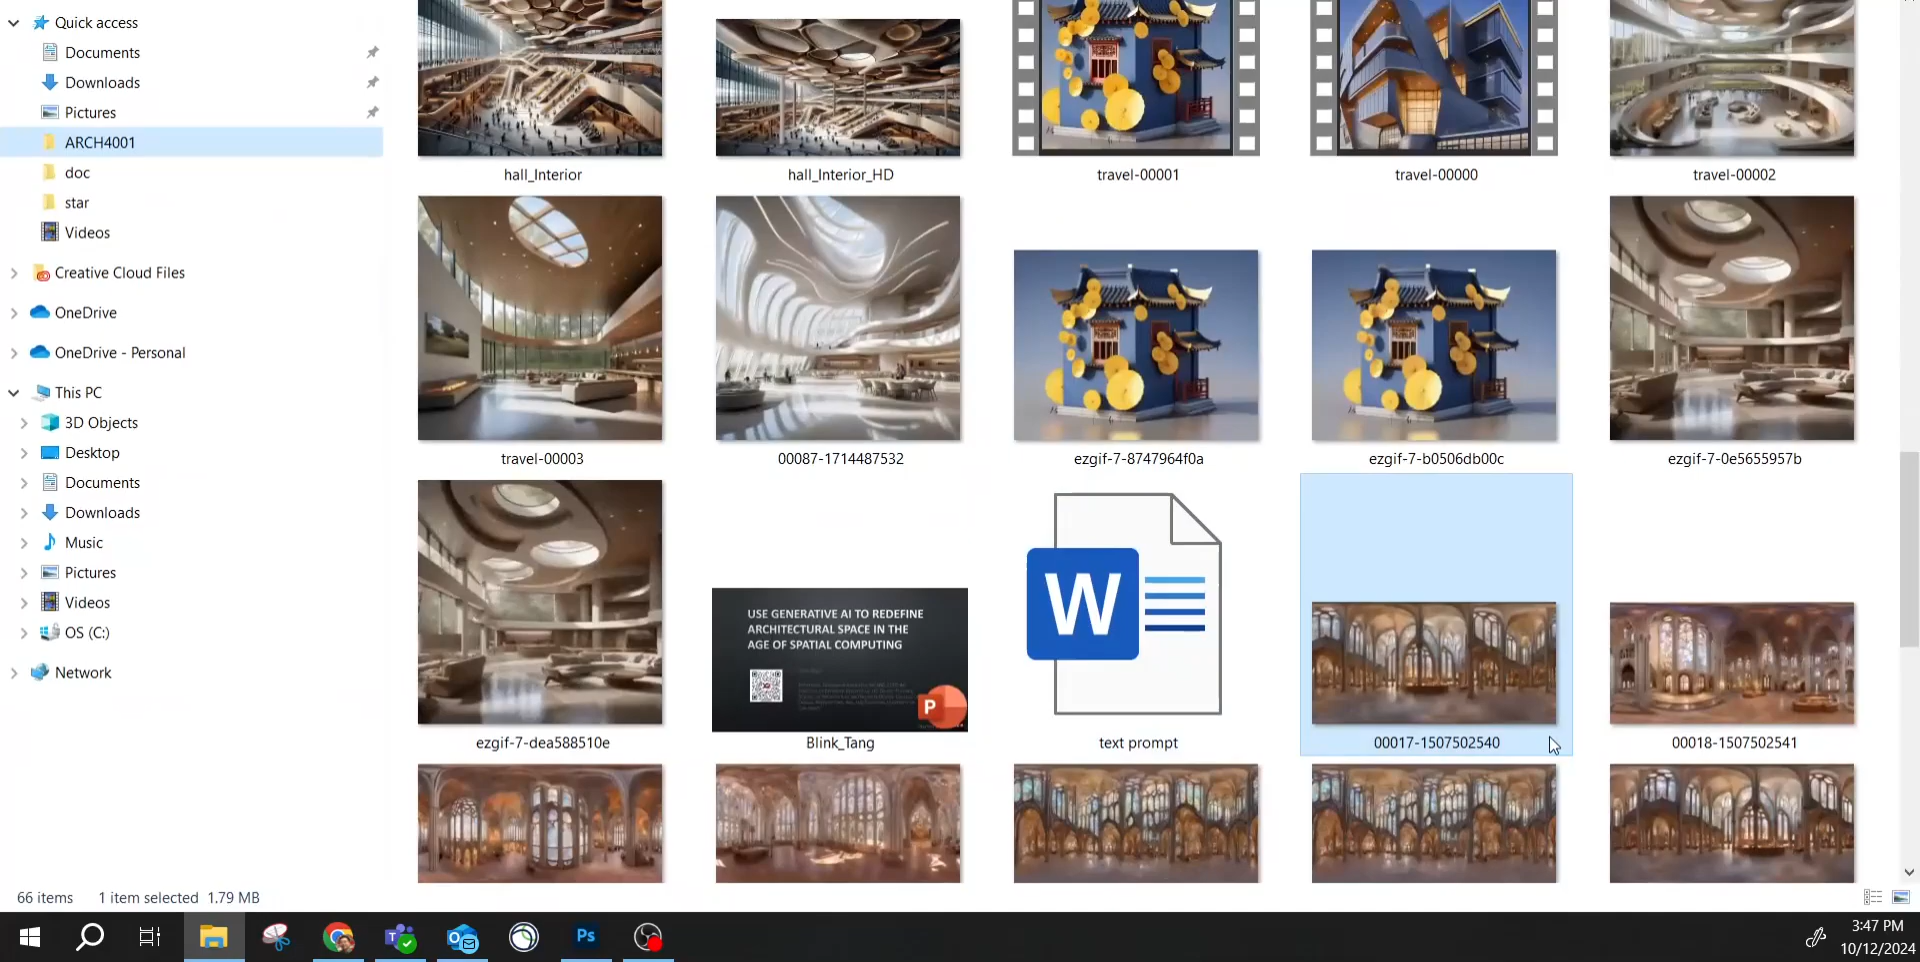 Quick access
Documents
Downloads
Pictures
ARCH4001
doc
star
Videos
Creative Cloud Files
OneDrive
OneDrive - Personal
This PC
3D Objects
Desktop
Documents
Downloads
Music
Pictures
Videos
OS (C:)
Network
hall_Interior
hall_Interior_HD
travel-00001
travel-00000
travel-00002
travel-00003
00087-1714487532
ezgif-7-8747964f0a
ezgif-7-b0506db00c
ezgif-7-0e5655957b
USE GENERATIVE AI TO REDEFINE
ARCHITECTURAL SPACE IN THE
AGE OF SPATIAL COMPUTING
P
W
ezgif-7-dea588510e
Blink_Tang
text prompt
00017-1507502540
00018-1507502541
66 items
1 item selected 1.79 MB
T
Ps
3:47 PM
10/12/2024